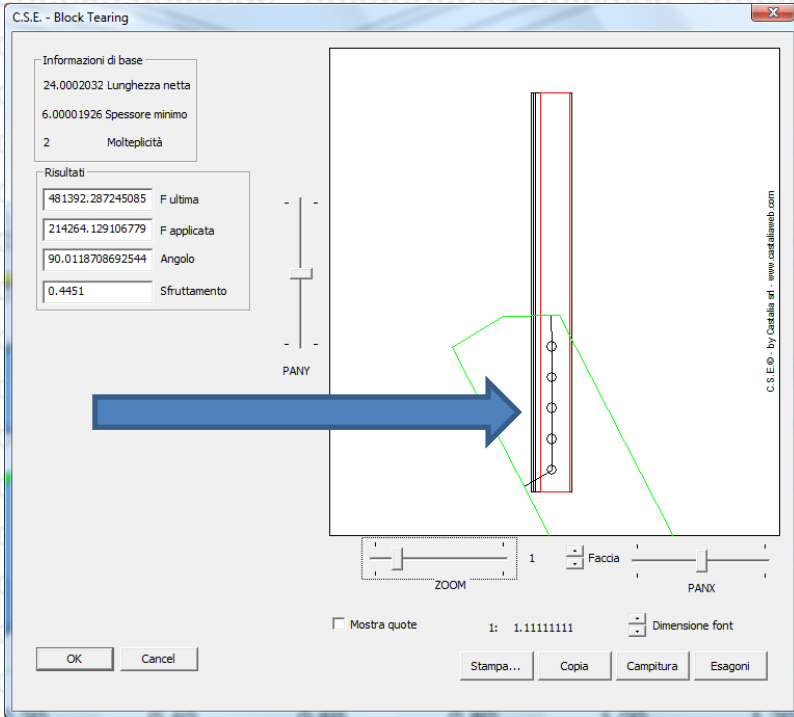 C.S.E. - Block Tearing
Informazioni di base
24.0002032 Lunghezza netta
6.00001926 Spessore minimo
2 Molteplicità
Risultati
481392.287245085 F ultima
214264.129106779 F applicata
90.0118708692544 Angolo
0.4451 Sfruttamento
PANY
C.S.E.© - by Castalia srl - www.castaliaweb.com
1 Faccia
ZOOM
PANX
Mostra quote
1: 1.11111111
Dimensione font
OK
Cancel
Stampa...
Copia
Campitura
Esagoni